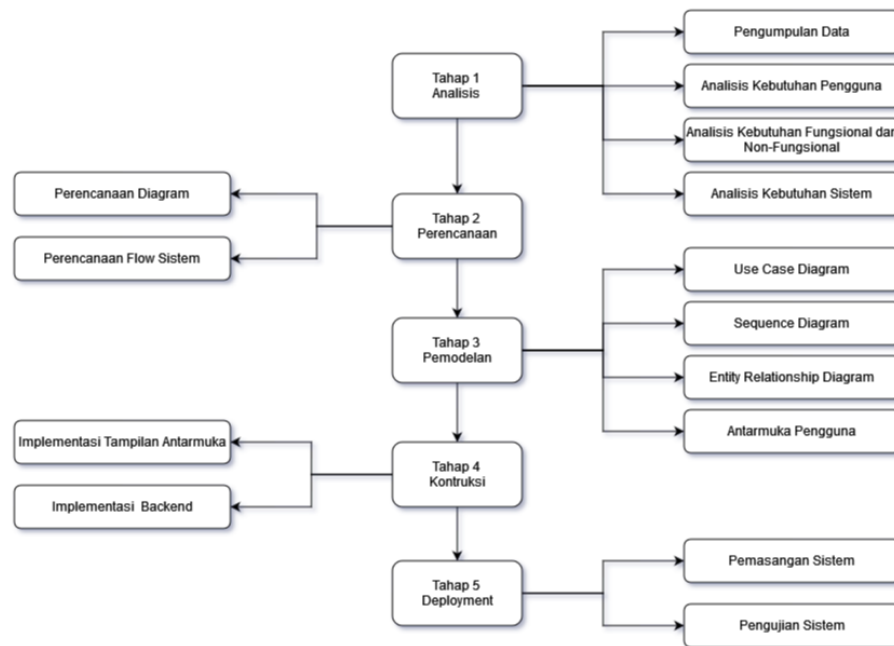 Tahap 1
Analisis
Pengumpulan Data
Analisis Kebutuhan Pengguna
Analisis Kebutuhan Fungsional dan
Non-Fungsional
Analisis Kebutuhan Sistem
Tahap 2
Perencanaan
Perencanaan Diagram
Perencanaan Flow Sistem
Tahap 3
Pemodelan
Use Case Diagram
Sequence Diagram
Entity Relationship Diagram
Antarmuka Pengguna
Tahap 4
Kontruksi
Implementasi Tampilan Antarmuka
Implementasi Backend
Tahap 5
Deployment
Pemasangan Sistem
Pengujian Sistem